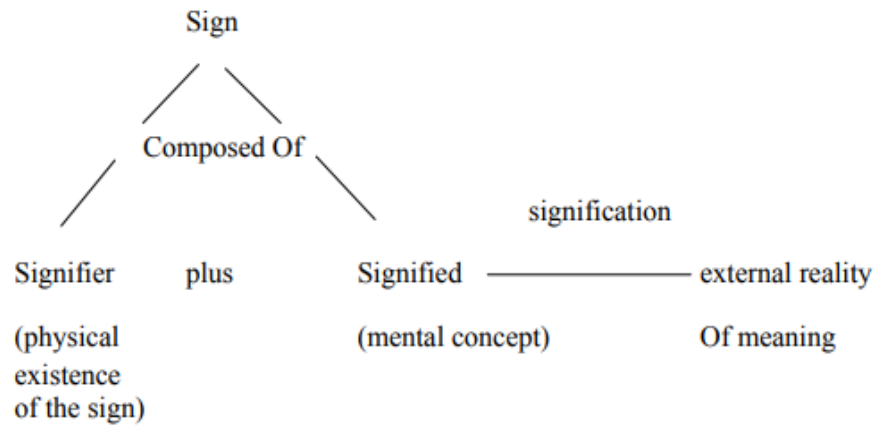 Sign
Composed Of
signification
Signifier plus Signified external reality
(physical (mental concept) Of meaning
existence
of the sign)